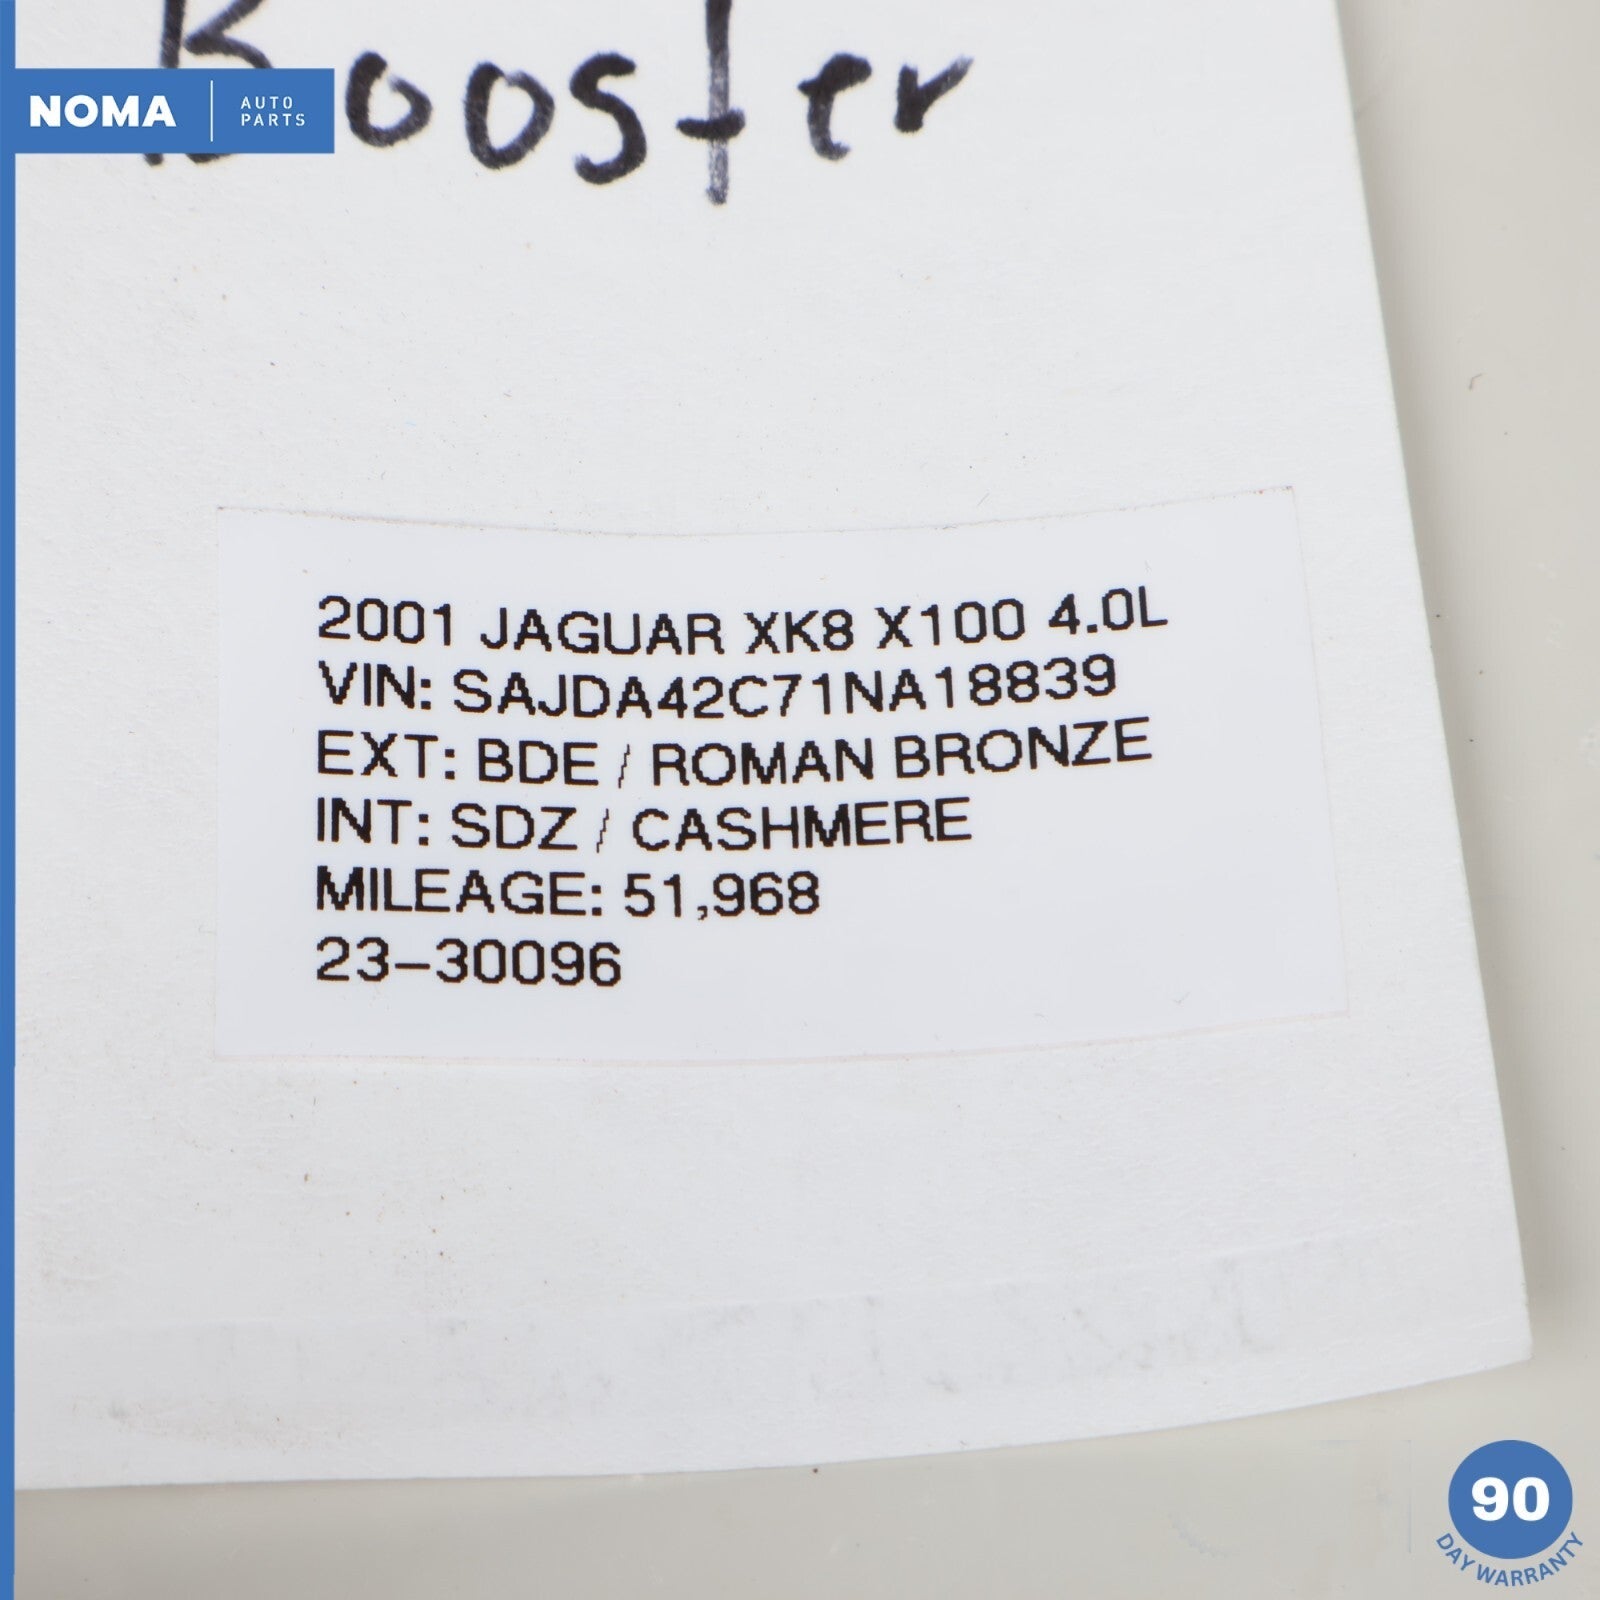 Booster
NOMA
AUTO
PARTS
2001 JAGUAR XK8 X100 4.0L
VIN: SAJDA42C71NA18839
EXT: BDE / ROMAN BRONZE
INT: SDZ / CASHMERE
MILEAGE: 51,968
23-30096
90
DAY WARRANTY